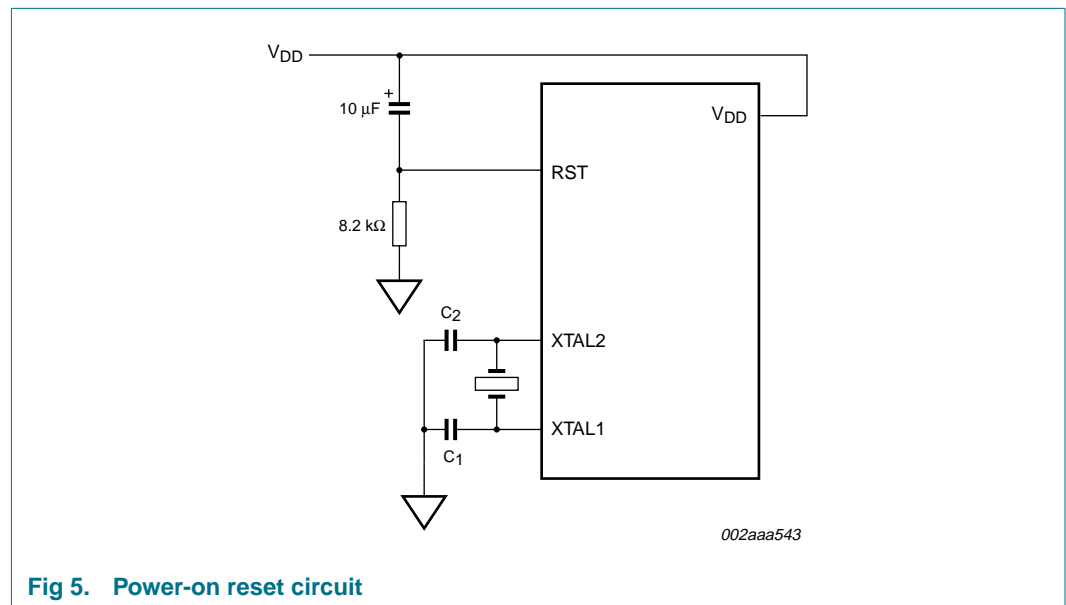 VDD
VDD
+
10 μF
RST
8.2 kΩ
C2
XTAL2
XTAL1
C1
002aaa543
Fig 5. Power-on reset circuit